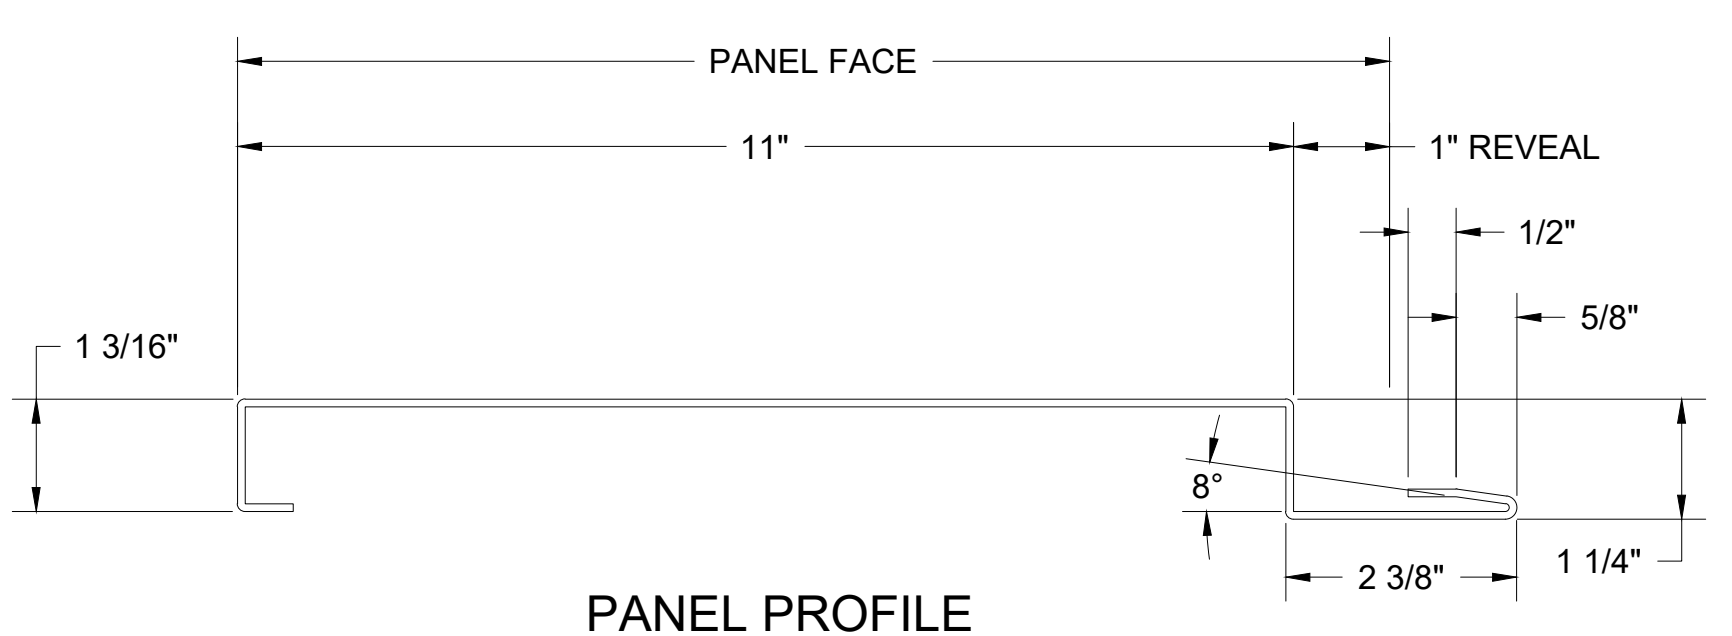 PANEL FACE
11"
1" REVEAL
1/2"
5/8"
1 3/16"
8°
1 1/4"
2 3/8"
PANEL PROFILE